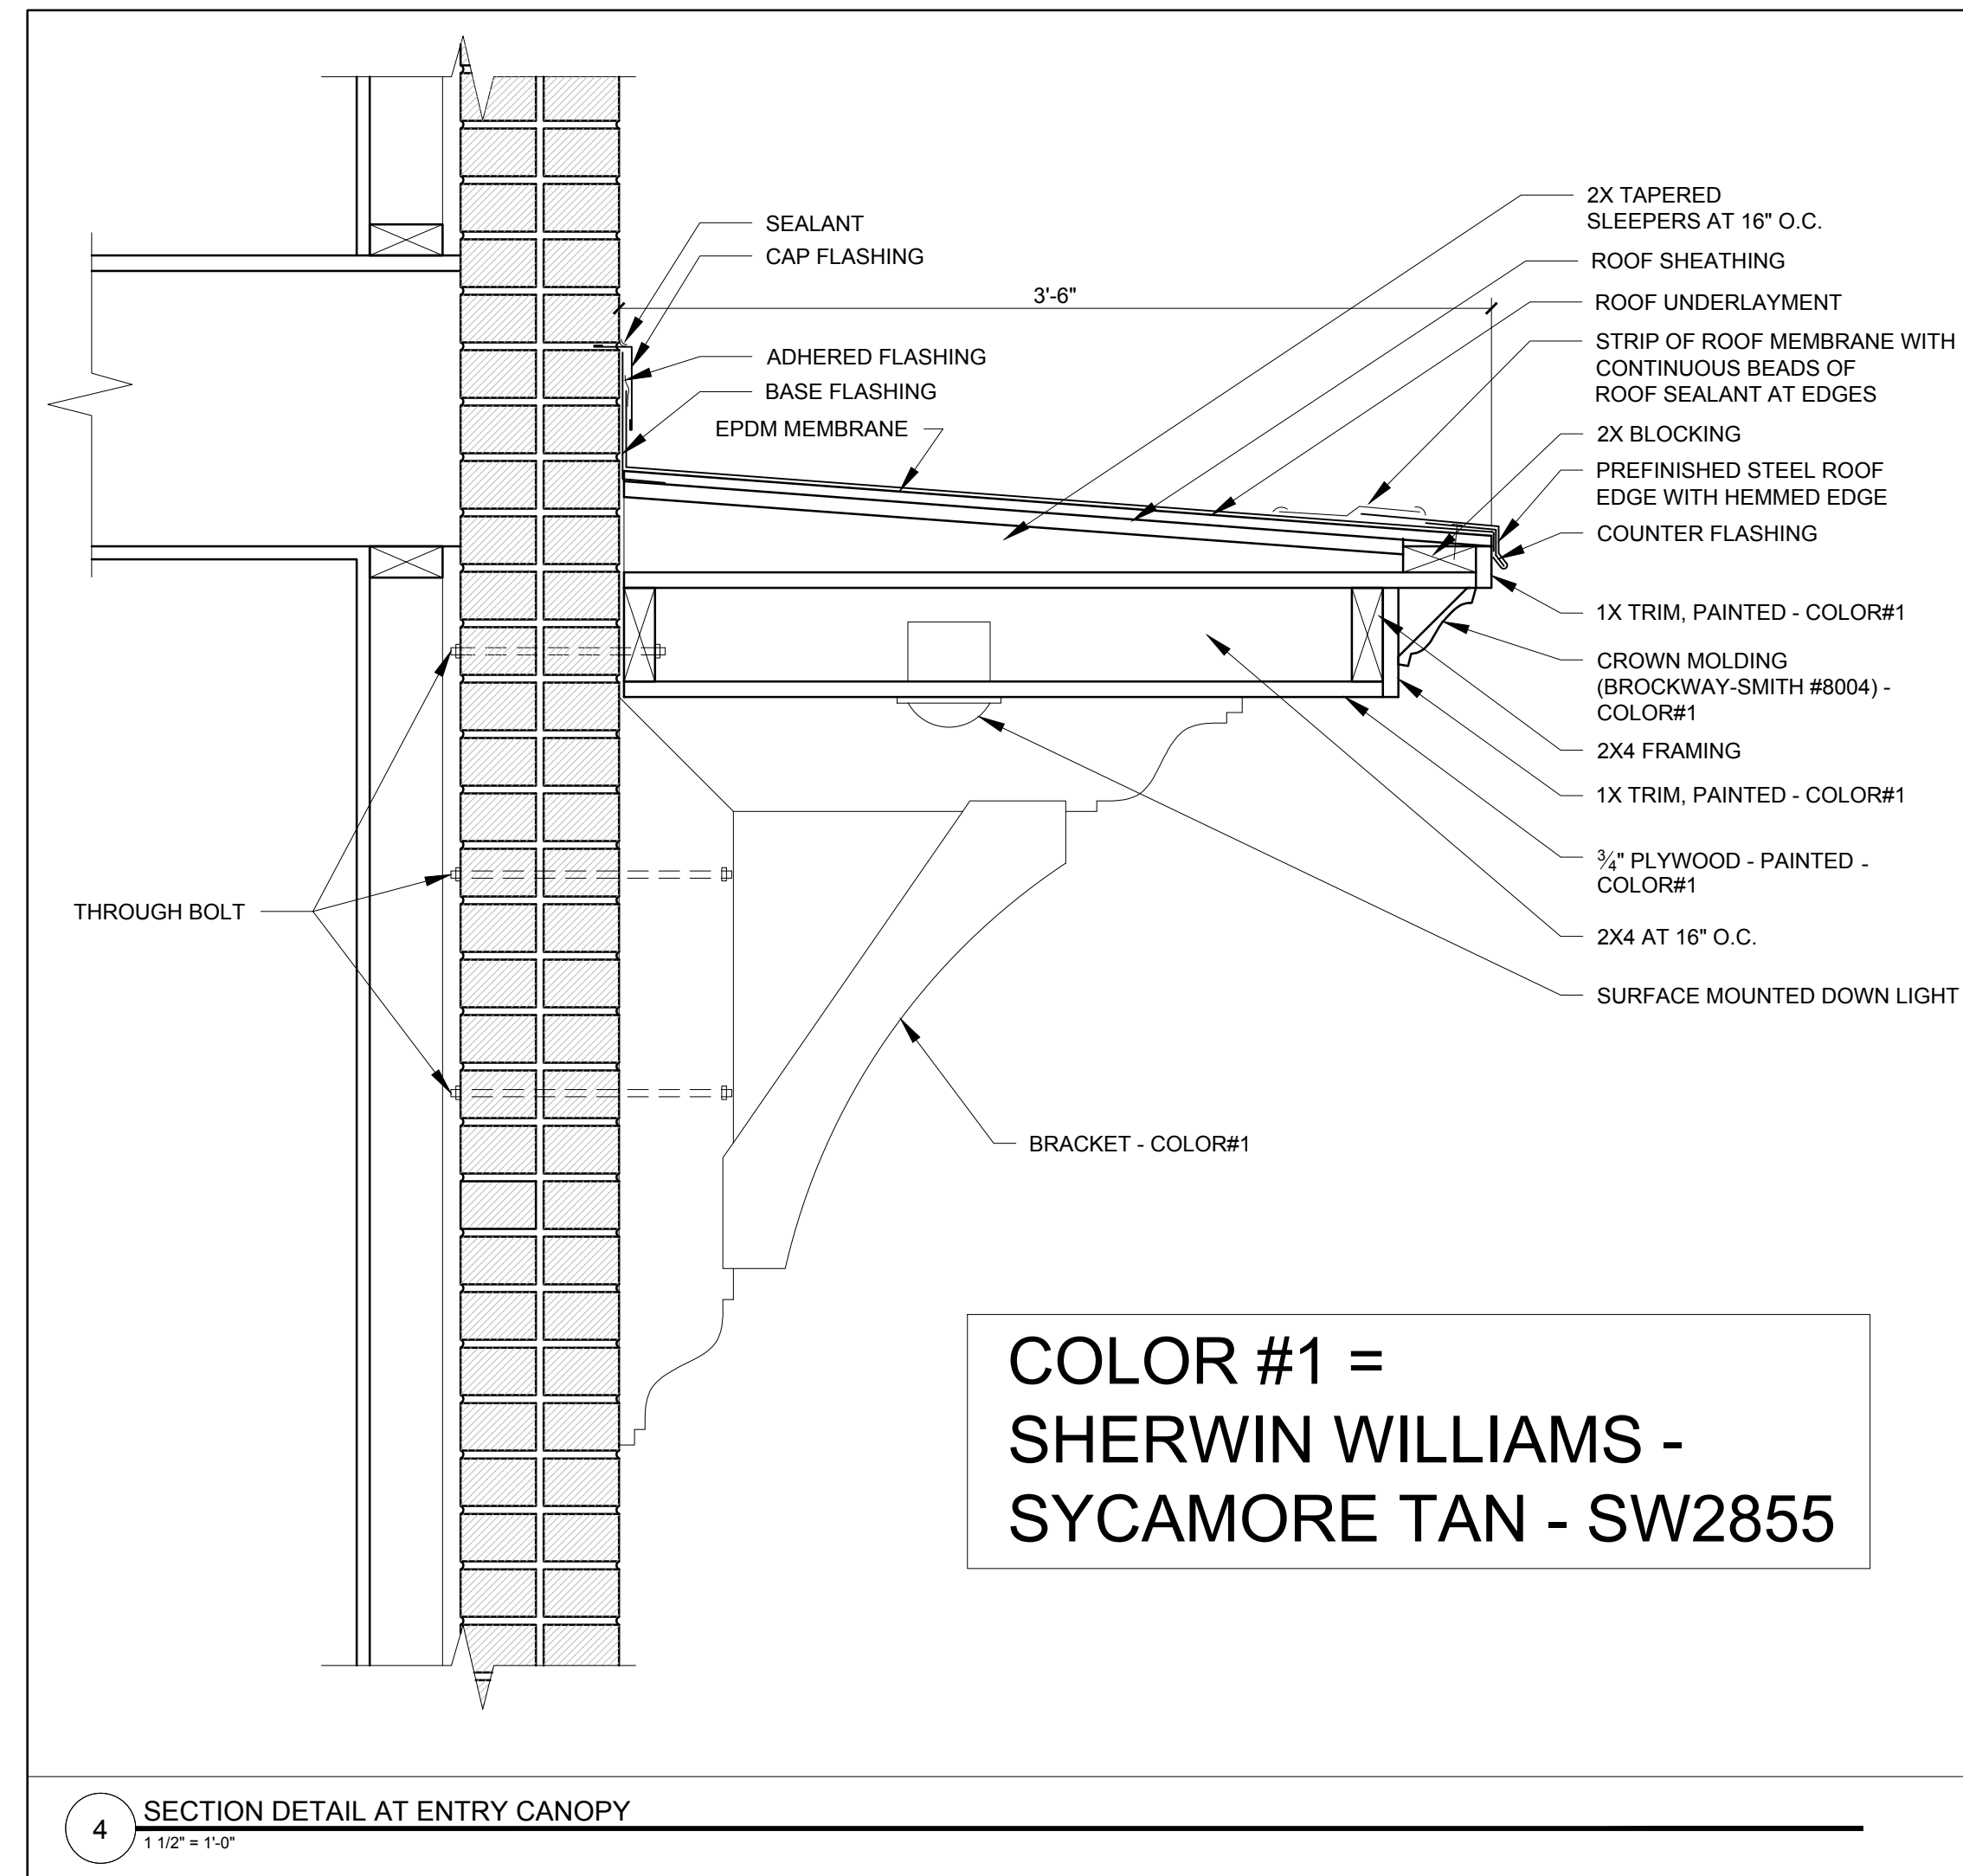 SEALANT
CAP FLASHING
3'-6"
ADHERED FLASHING
BASE FLASHING
EPDM MEMBRANE
2X TAPERED
SLEEPERS AT 16" O.C.
ROOF SHEATHING
ROOF UNDERLAYMENT
STRIP OF ROOF MEMBRANE WITH
CONTINUOUS BEADS OF
ROOF SEALANT AT EDGES
2X BLOCKING
PREFINISHED STEEL ROOF
EDGE WITH HEMMED EDGE
COUNTER FLASHING
1X TRIM, PAINTED - COLOR#1
CROWN MOLDING
(BROCKWAY-SMITH #8004) -
COLOR#1
2X4 FRAMING
1X TRIM, PAINTED - COLOR#1
¾" PLYWOOD - PAINTED -
COLOR#1
2X4 AT 16" O.C.
SURFACE MOUNTED DOWN LIGHT
THROUGH BOLT
BRACKET - COLOR#1
COLOR #1 =
SHERWIN WILLIAMS -
SYCAMORE TAN - SW2855
4
SECTION DETAIL AT ENTRY CANOPY
1 1/2" = 1'-0"